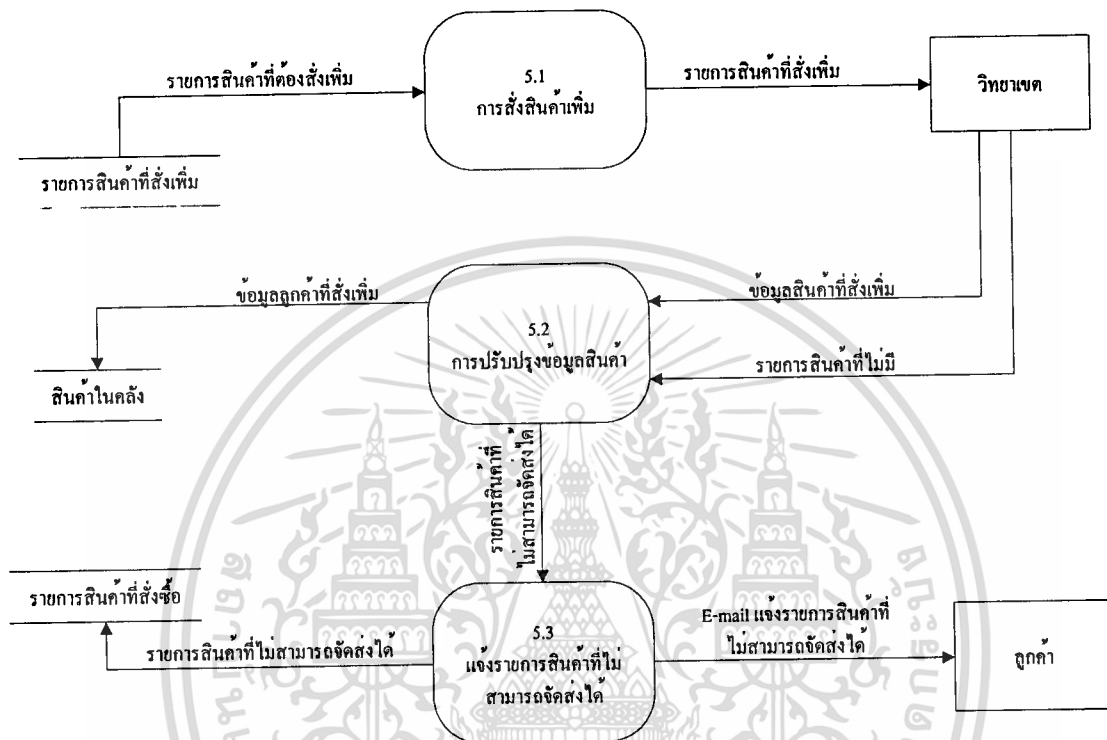 รายการสินค้าที่ต้องสั่งเพิ่ม
5.1
การสั่งสินค้าเพิ่ม
รายการสินค้าที่สั่งเพิ่ม
วิทยาเขต
รายการสินค้าที่สั่งเพิ่ม
ข้อมูลลูกค้าที่สั่งเพิ่ม
5.2
การปรับปรุงข้อมูลสินค้า
ข้อมูลสินค้าที่สั่งเพิ่ม
รายการสินค้าที่ไม่มี
สินค้าในคลัง
รายการสินค้าที่
ไม่สามารถจัดส่งได้
รายการสินค้าที่สั่งซื้อ
รายการสินค้าที่ไม่สามารถจัดส่งได้
5.3
แจ้งรายการสินค้าที่ไม่
สามารถจัดส่งได้
E-mail แจ้งรายการสินค้าที่
ไม่สามารถจัดส่งได้
ลูกค้า